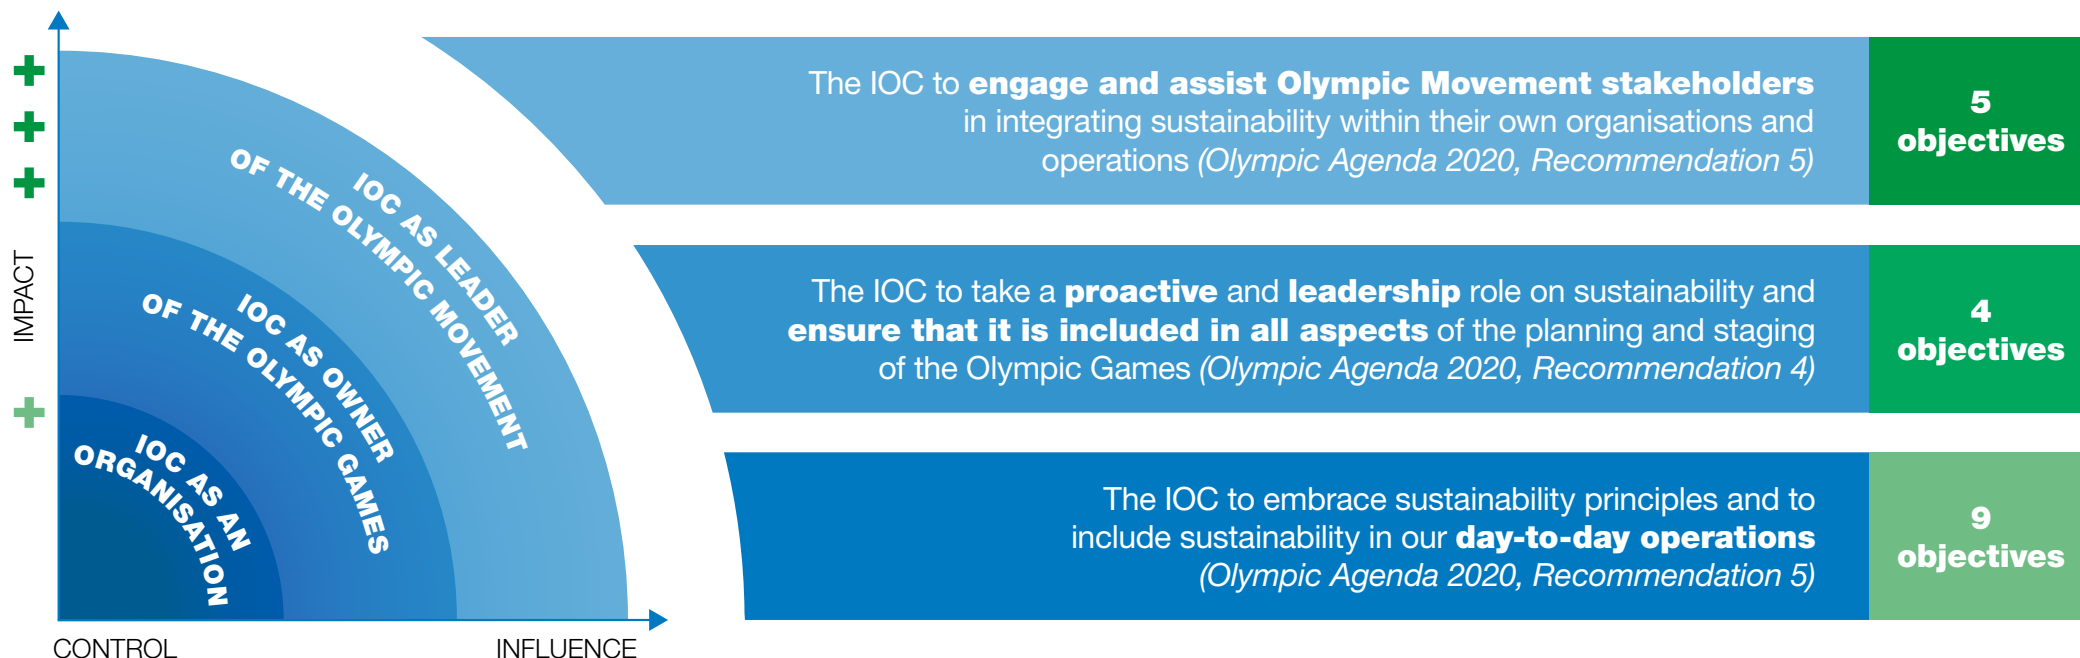 IMPACT
CONTROL
INFLUENCE
IOC AS LEADER
OF THE OLYMPIC MOVEMENT
IOC AS OWNER
OF THE OLYMPIC GAMES
IOC AS AN
ORGANISATION
The IOC to engage and assist Olympic Movement stakeholders
in integrating sustainability within their own organisations and
operations (Olympic Agenda 2020, Recommendation 5)
5
objectives
The IOC to take a proactive and leadership role on sustainability and
ensure that it is included in all aspects of the planning and staging
of the Olympic Games (Olympic Agenda 2020, Recommendation 4)
4
objectives
The IOC to embrace sustainability principles and to
include sustainability in our day-to-day operations
(Olympic Agenda 2020, Recommendation 5)
9
objectives